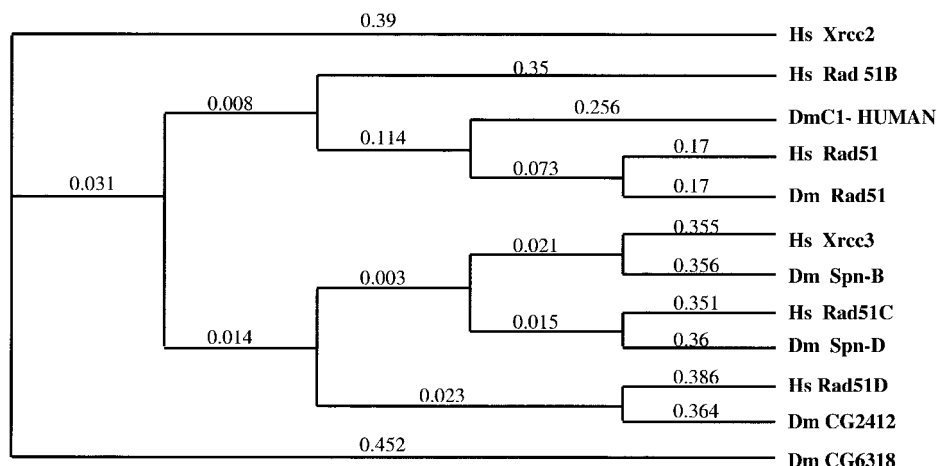 0.39
Hs Xrcc2
0.35
Hs Rad 51B
0.008
0.256
DmC1- HUMAN
0.114
0.17
Hs Rad51
0.073
0.031
0.17
Dm Rad51
0.355
Hs Xrcc3
0.021
0.356
Dm Spn-B
0.003
0.351
Hs Rad51C
0.015
0.014
0.36
Dm Spn-D
0.386
Hs Rad51D
0.023
0.364
Dm CG2412
0.452
Dm CG6318